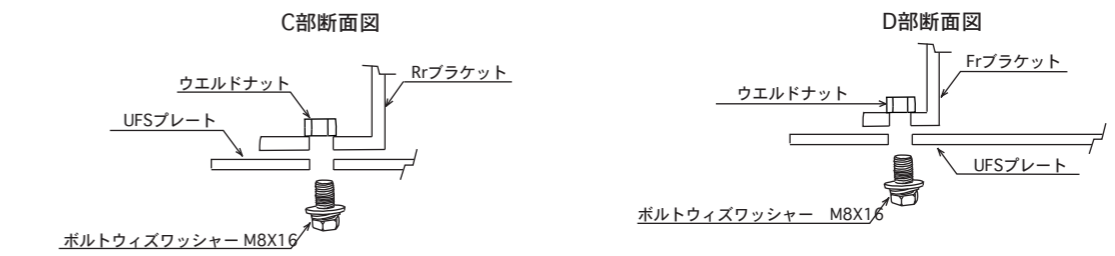 C部断面図
Rrブラケット
ウエルドナット
UFSプレート
ボルトウィズワッシャー M8X16
D部断面図
Frブラケット
ウエルドナット
UFSプレート
ボルトウィズワッシャー　M8X16